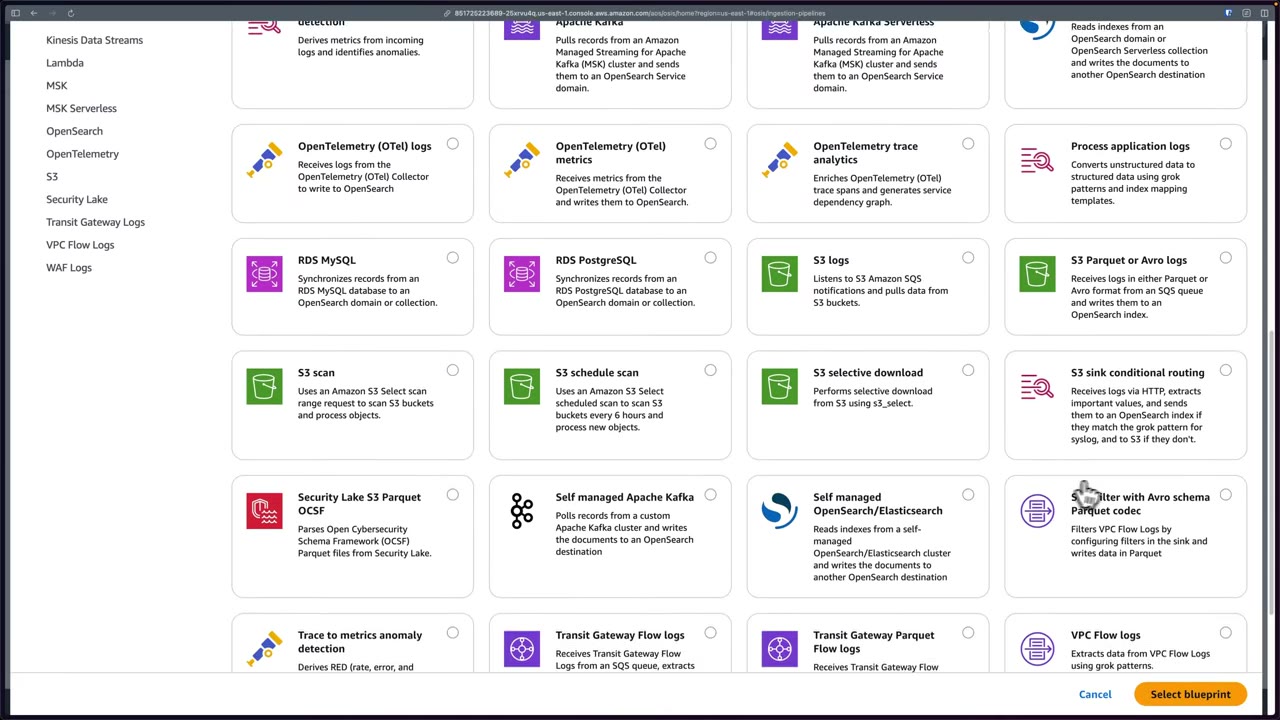 851725223689-25xrvu4q.us-east-1.console.aws.amazon.com/aos/osis/home?region=us-east-1#osis/ingestion-pipelines
Kinesis Data Streams
Lambda
MSK
MSK Serverless
OpenSearch
OpenTelemetry
S3
Security Lake
Transit Gateway Logs
VPC Flow Logs
WAF Logs
detection
Derives metrics from incoming
logs and identifies anomalies.
Apache Kafka
Pulls records from an Amazon
Managed Streaming for Apache
Kafka (MSK) cluster and sends
them to an OpenSearch Service
domain.
Apache Kafka Serverless
Pulls records from an Amazon
Managed Streaming for Apache
Kafka (MSK) cluster and sends
them to an OpenSearch Service
domain.
Reads indexes from an
OpenSearch domain or
OpenSearch Serverless collection
and writes the documents to
another OpenSearch destination
OpenTelemetry (OTel) logs
Receives logs from the
OpenTelemetry (OTel) Collector
to write to OpenSearch
OpenTelemetry (OTel)
metrics
Receives metrics from the
OpenTelemetry (OTel) Collector
and writes them to OpenSearch.
OpenTelemetry trace
analytics
Enriches OpenTelemetry (OTel)
trace spans and generates service
dependency graph.
Process application logs
Converts unstructured data to
structured data using grok
patterns and index mapping
templates.
RDS MySQL
Synchronizes records from an
RDS MySQL database to an
OpenSearch domain or collection.
RDS PostgreSQL
Synchronizes records from an
RDS PostgreSQL database to an
OpenSearch domain or collection.
S3 logs
Listens to S3 Amazon SQS
notifications and pulls data from
S3 buckets.
S3 Parquet or Avro logs
Receives logs in either Parquet or
Avro format from an SQS queue
and writes them to an
OpenSearch index.
S3 scan
Uses an Amazon S3 Select scan
range request to scan S3 buckets
and process objects.
S3 schedule scan
Uses an Amazon S3 Select
scheduled scan to scan S3
buckets every 6 hours and
process new objects.
S3 selective download
Performs selective download
from S3 using s3_select.
S3 sink conditional routing
Receives logs via HTTP, extracts
important values, and sends
them to an OpenSearch index if
they match the grok pattern for
syslog, and to S3 if they don't.
Security Lake S3 Parquet
OCSF
Parses Open Cybersecurity
Schema Framework (OCSF)
Parquet files from Security Lake.
Self managed Apache Kafka
Polls records from a custom
Apache Kafka cluster and writes
the documents to an OpenSearch
destination
Self managed
OpenSearch/Elasticsearch
Reads indexes from a self-
managed
OpenSearch/Elasticsearch cluster
and writes the documents to
another OpenSearch destination
with Avro schema
Parquet codec
Filters VPC Flow Logs by
configuring filters in the sink and
writes data in Parquet
Trace to metrics anomaly
detection
Derives RED (rate, error, and
Transit Gateway Flow logs
Receives Transit Gateway Flow
Logs from an SQS queue, extracts
Transit Gateway Parquet
Flow logs
Receives Transit Gateway Flow
VPC Flow logs
Extracts data from VPC Flow Logs
using grok patterns.
Cancel
Select blueprint